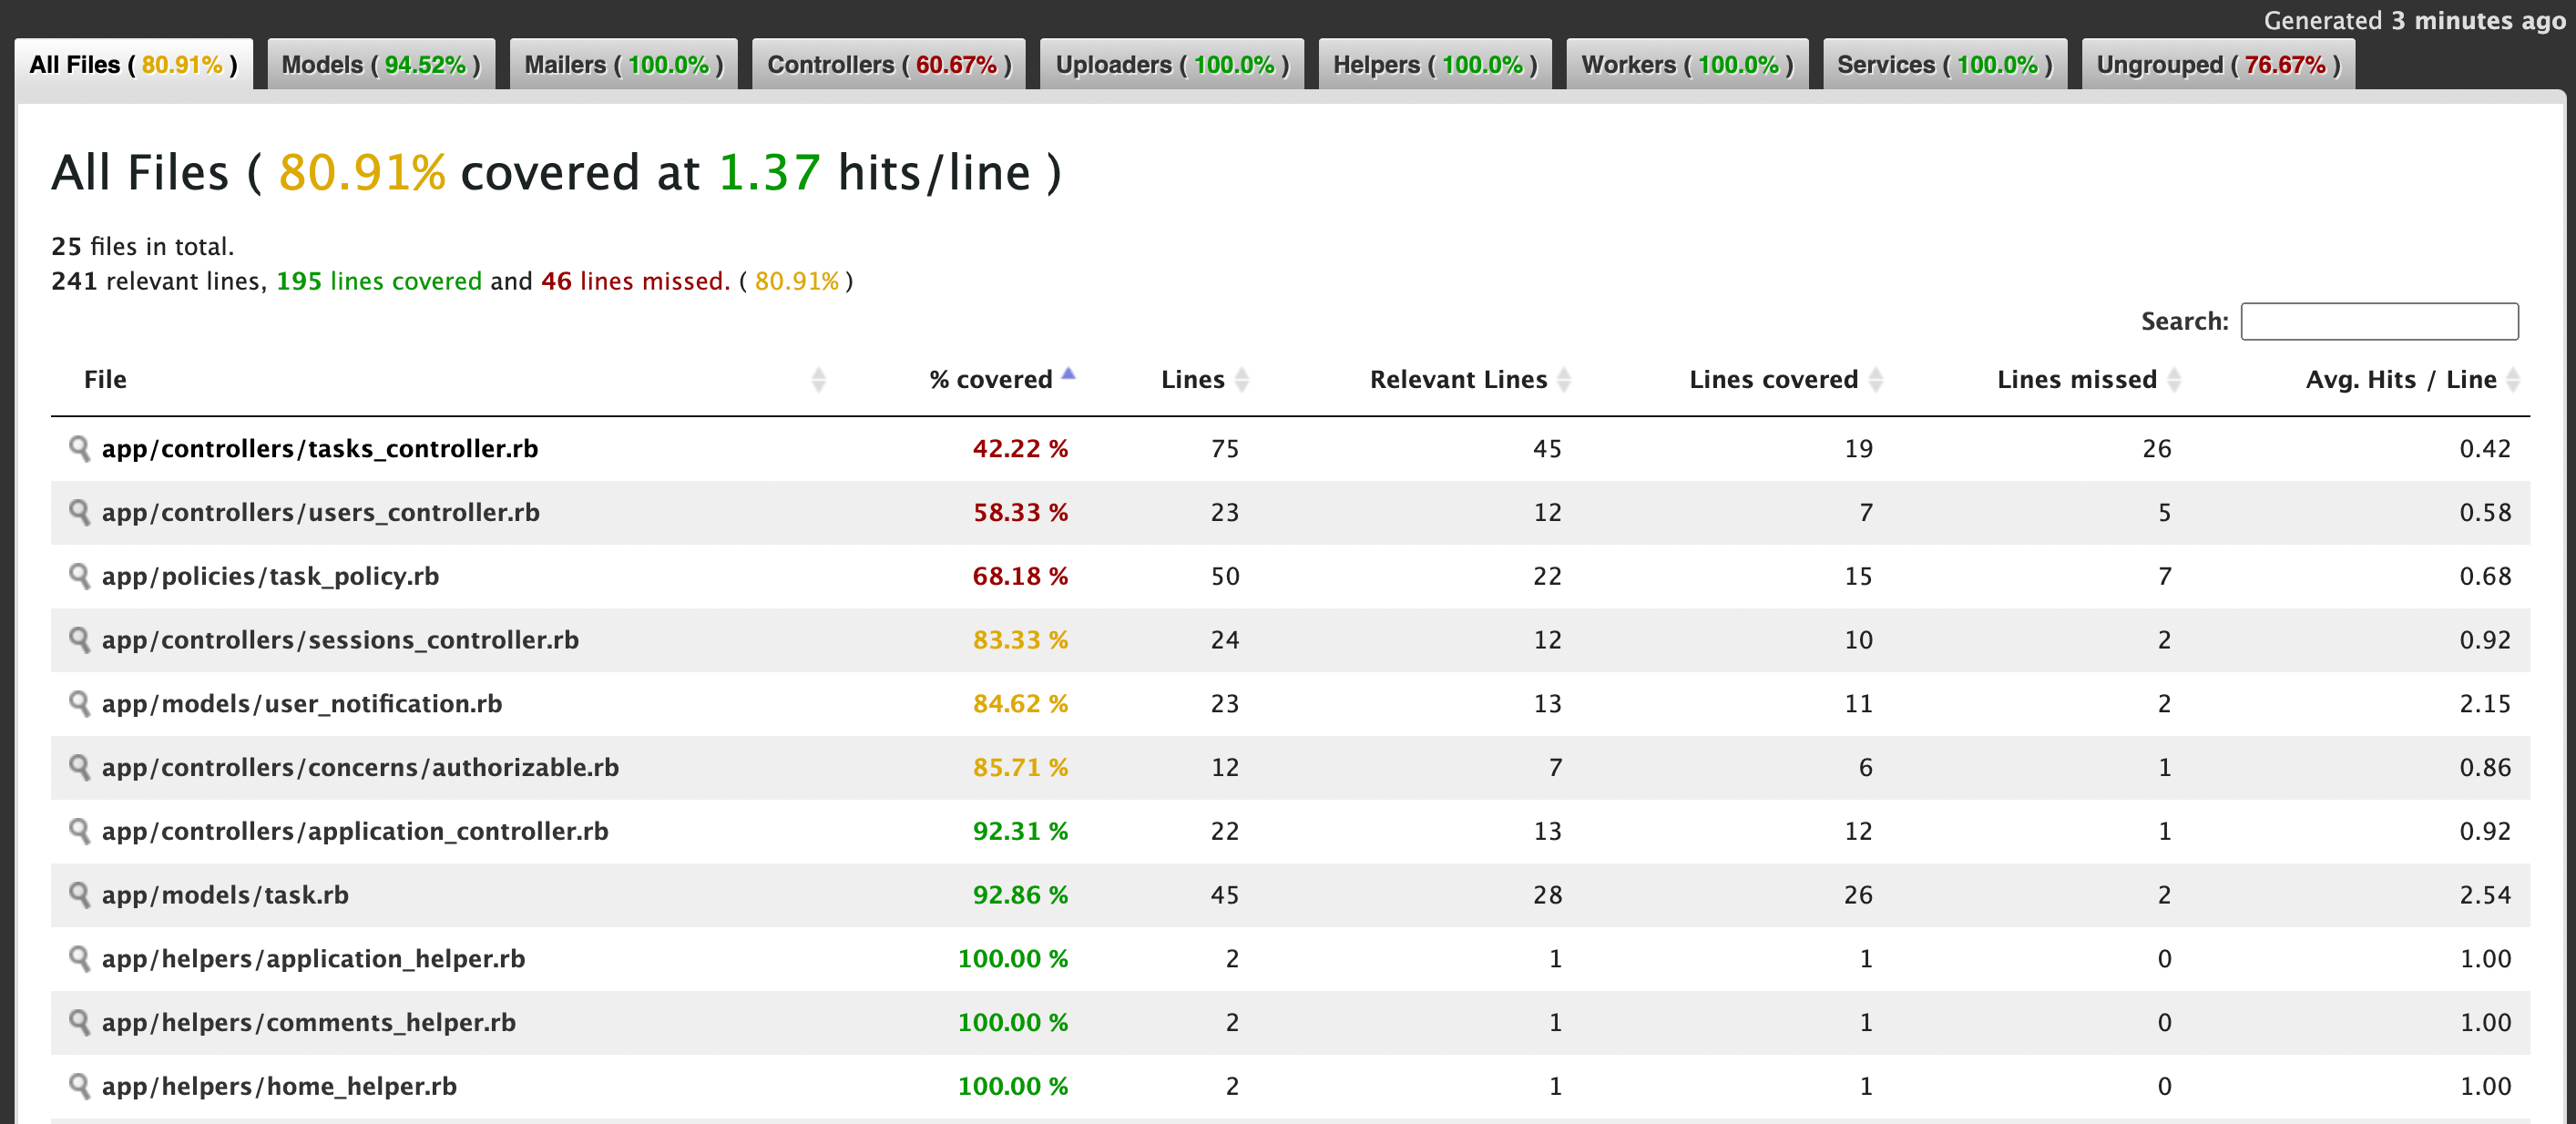 Generated 3 minutes ago
All Files ( 80.91% ) Models ( 94.52% ) Mailers ( 100.0% ) Controllers ( 60.67% ) Uploaders ( 100.0% ) Helpers ( 100.0% ) Workers ( 100.0% ) Services ( 100.0% ) Ungrouped ( 76.67% )
All Files ( 80.91% covered at 1.37 hits/line )
25 files in total.
241 relevant lines, 195 lines covered and 46 lines missed. ( 80.91% )
Search:
File % covered Lines Relevant Lines Lines covered Lines missed Avg. Hits / Line
app/controllers/tasks_controller.rb 42.22 % 75 45 19 26 0.42
app/controllers/users_controller.rb 58.33 % 23 12 7 5 0.58
app/policies/task_policy.rb 68.18 % 50 22 15 7 0.68
app/controllers/sessions_controller.rb 83.33 % 24 12 10 2 0.92
app/models/user_notification.rb 84.62 % 23 13 11 2 2.15
app/controllers/concerns/authorizable.rb 85.71 % 12 7 6 1 0.86
app/controllers/application_controller.rb 92.31 % 22 13 12 1 0.92
app/models/task.rb 92.86 % 45 28 26 2 2.54
app/helpers/application_helper.rb 100.00 % 2 1 1 0 1.00
app/helpers/comments_helper.rb 100.00 % 2 1 1 0 1.00
app/helpers/home_helper.rb 100.00 % 2 1 1 0 1.00